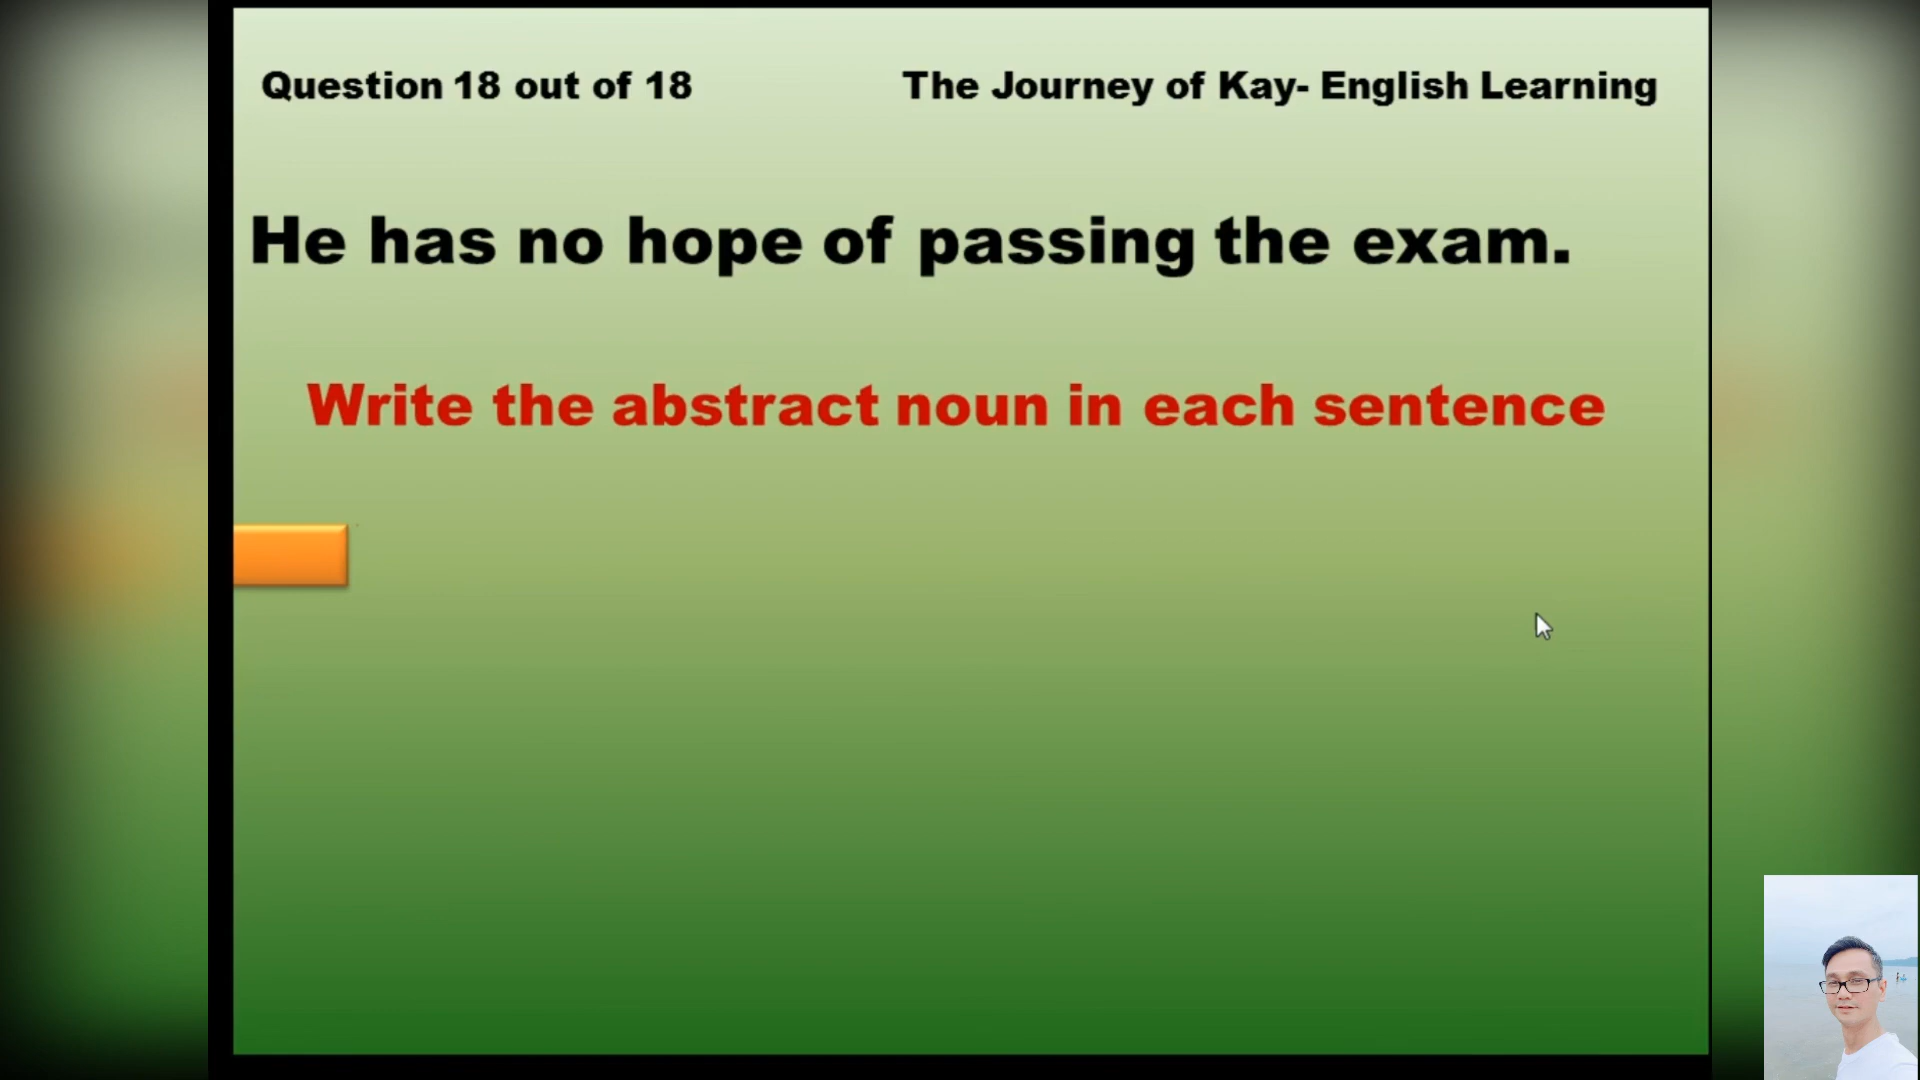 Question 18 out of 18
The Journey of Kay- English Learning
He has no hope of passing the exam.
Write the abstract noun in each sentence